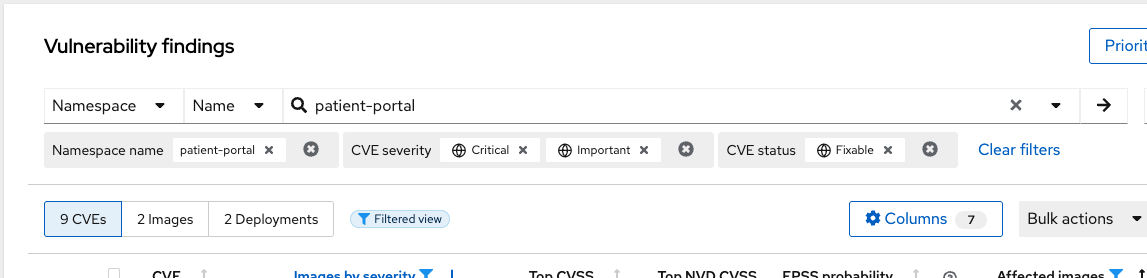 Vulnerability findings
Namespace Name patient-portal
Namespace name patient-portal CVE severity Critical Important CVE status Fixable Clear filters
9 CVEs 2 Images 2 Deployments Filtered view Columns 7 Bulk actions
CVE Images by severity Top CVSS Top NVD CVSS EPSS probability Affected images